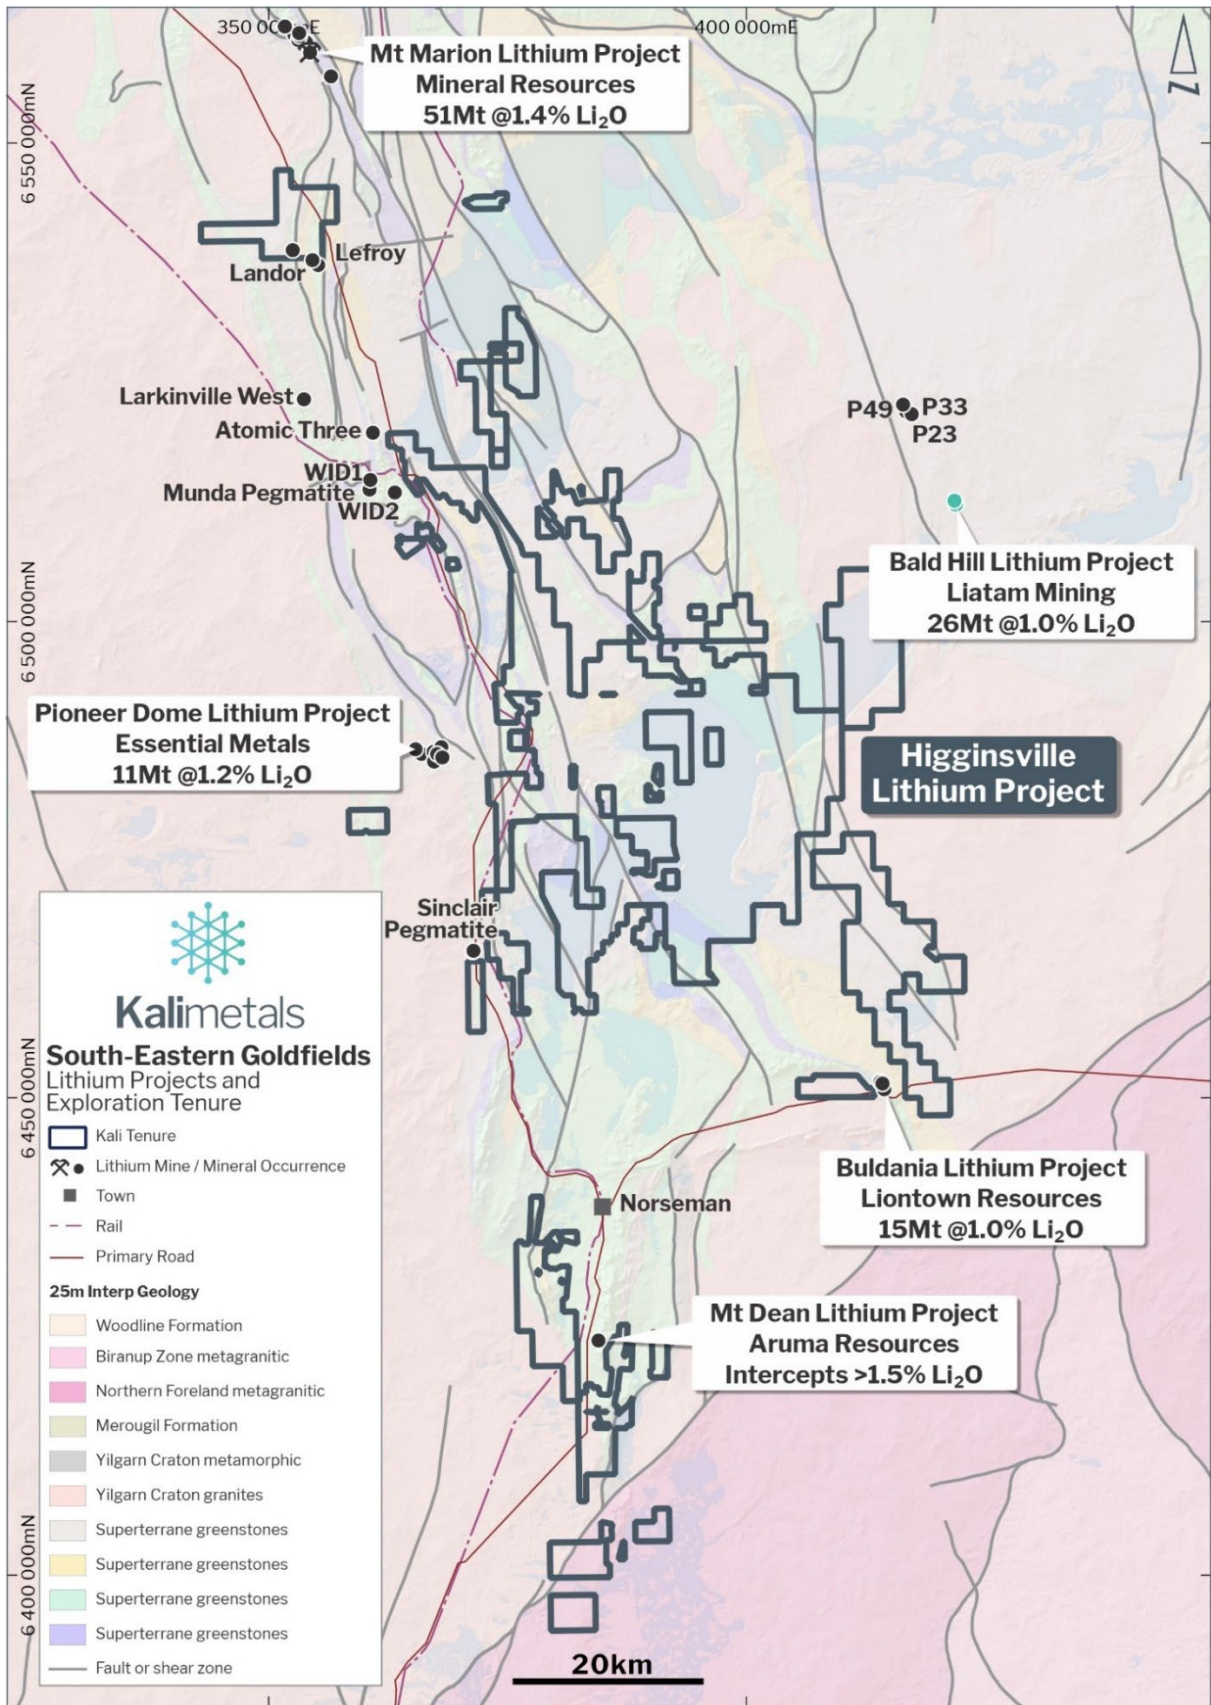 350 000mE
400 000mE
N
Mt Marion Lithium Project
Mineral Resources
51Mt @1.4% Li₂O
6 550 000mN
Lefroy
Landor
Larkinville West
Atomic Three
WID1
Munda Pegmatite
WID2
P49
P33
P23
Bald Hill Lithium Project
Liatam Mining
26Mt @1.0% Li₂O
6 500 000mN
Pioneer Dome Lithium Project
Essential Metals
11Mt @1.2% Li₂O
Higginsville
Lithium Project
Sinclair
Pegmatite
Kalimetals
South-Eastern Goldfields
Lithium Projects and
Exploration Tenure
Kali Tenure
Lithium Mine / Mineral Occurrence
Town
Rail
Primary Road
25m Interp Geology
Woodline Formation
Biranup Zone metagranitic
Northern Foreland metagranitic
Merougil Formation
Yilgarn Craton metamorphic
Yilgarn Craton granites
Superterrane greenstones
Superterrane greenstones
Superterrane greenstones
Superterrane greenstones
Fault or shear zone
6 450 000mN
Buldania Lithium Project
Liontown Resources
15Mt @1.0% Li₂O
Norseman
Mt Dean Lithium Project
Aruma Resources
Intercepts >1.5% Li₂O
6 400 000mN
20km